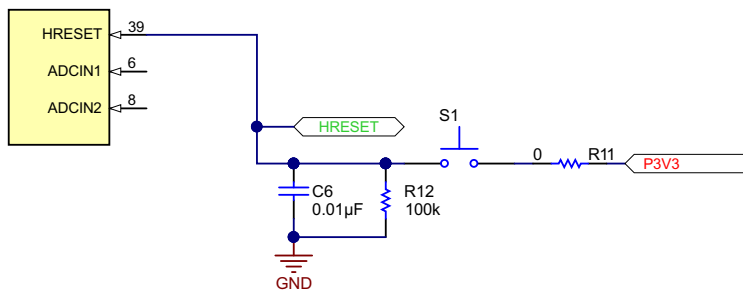 HRESET 39
ADCIN1 6
ADCIN2 8
HRESET
S1
0 R11 P3V3
C6
0.01µF
R12
100k
GND